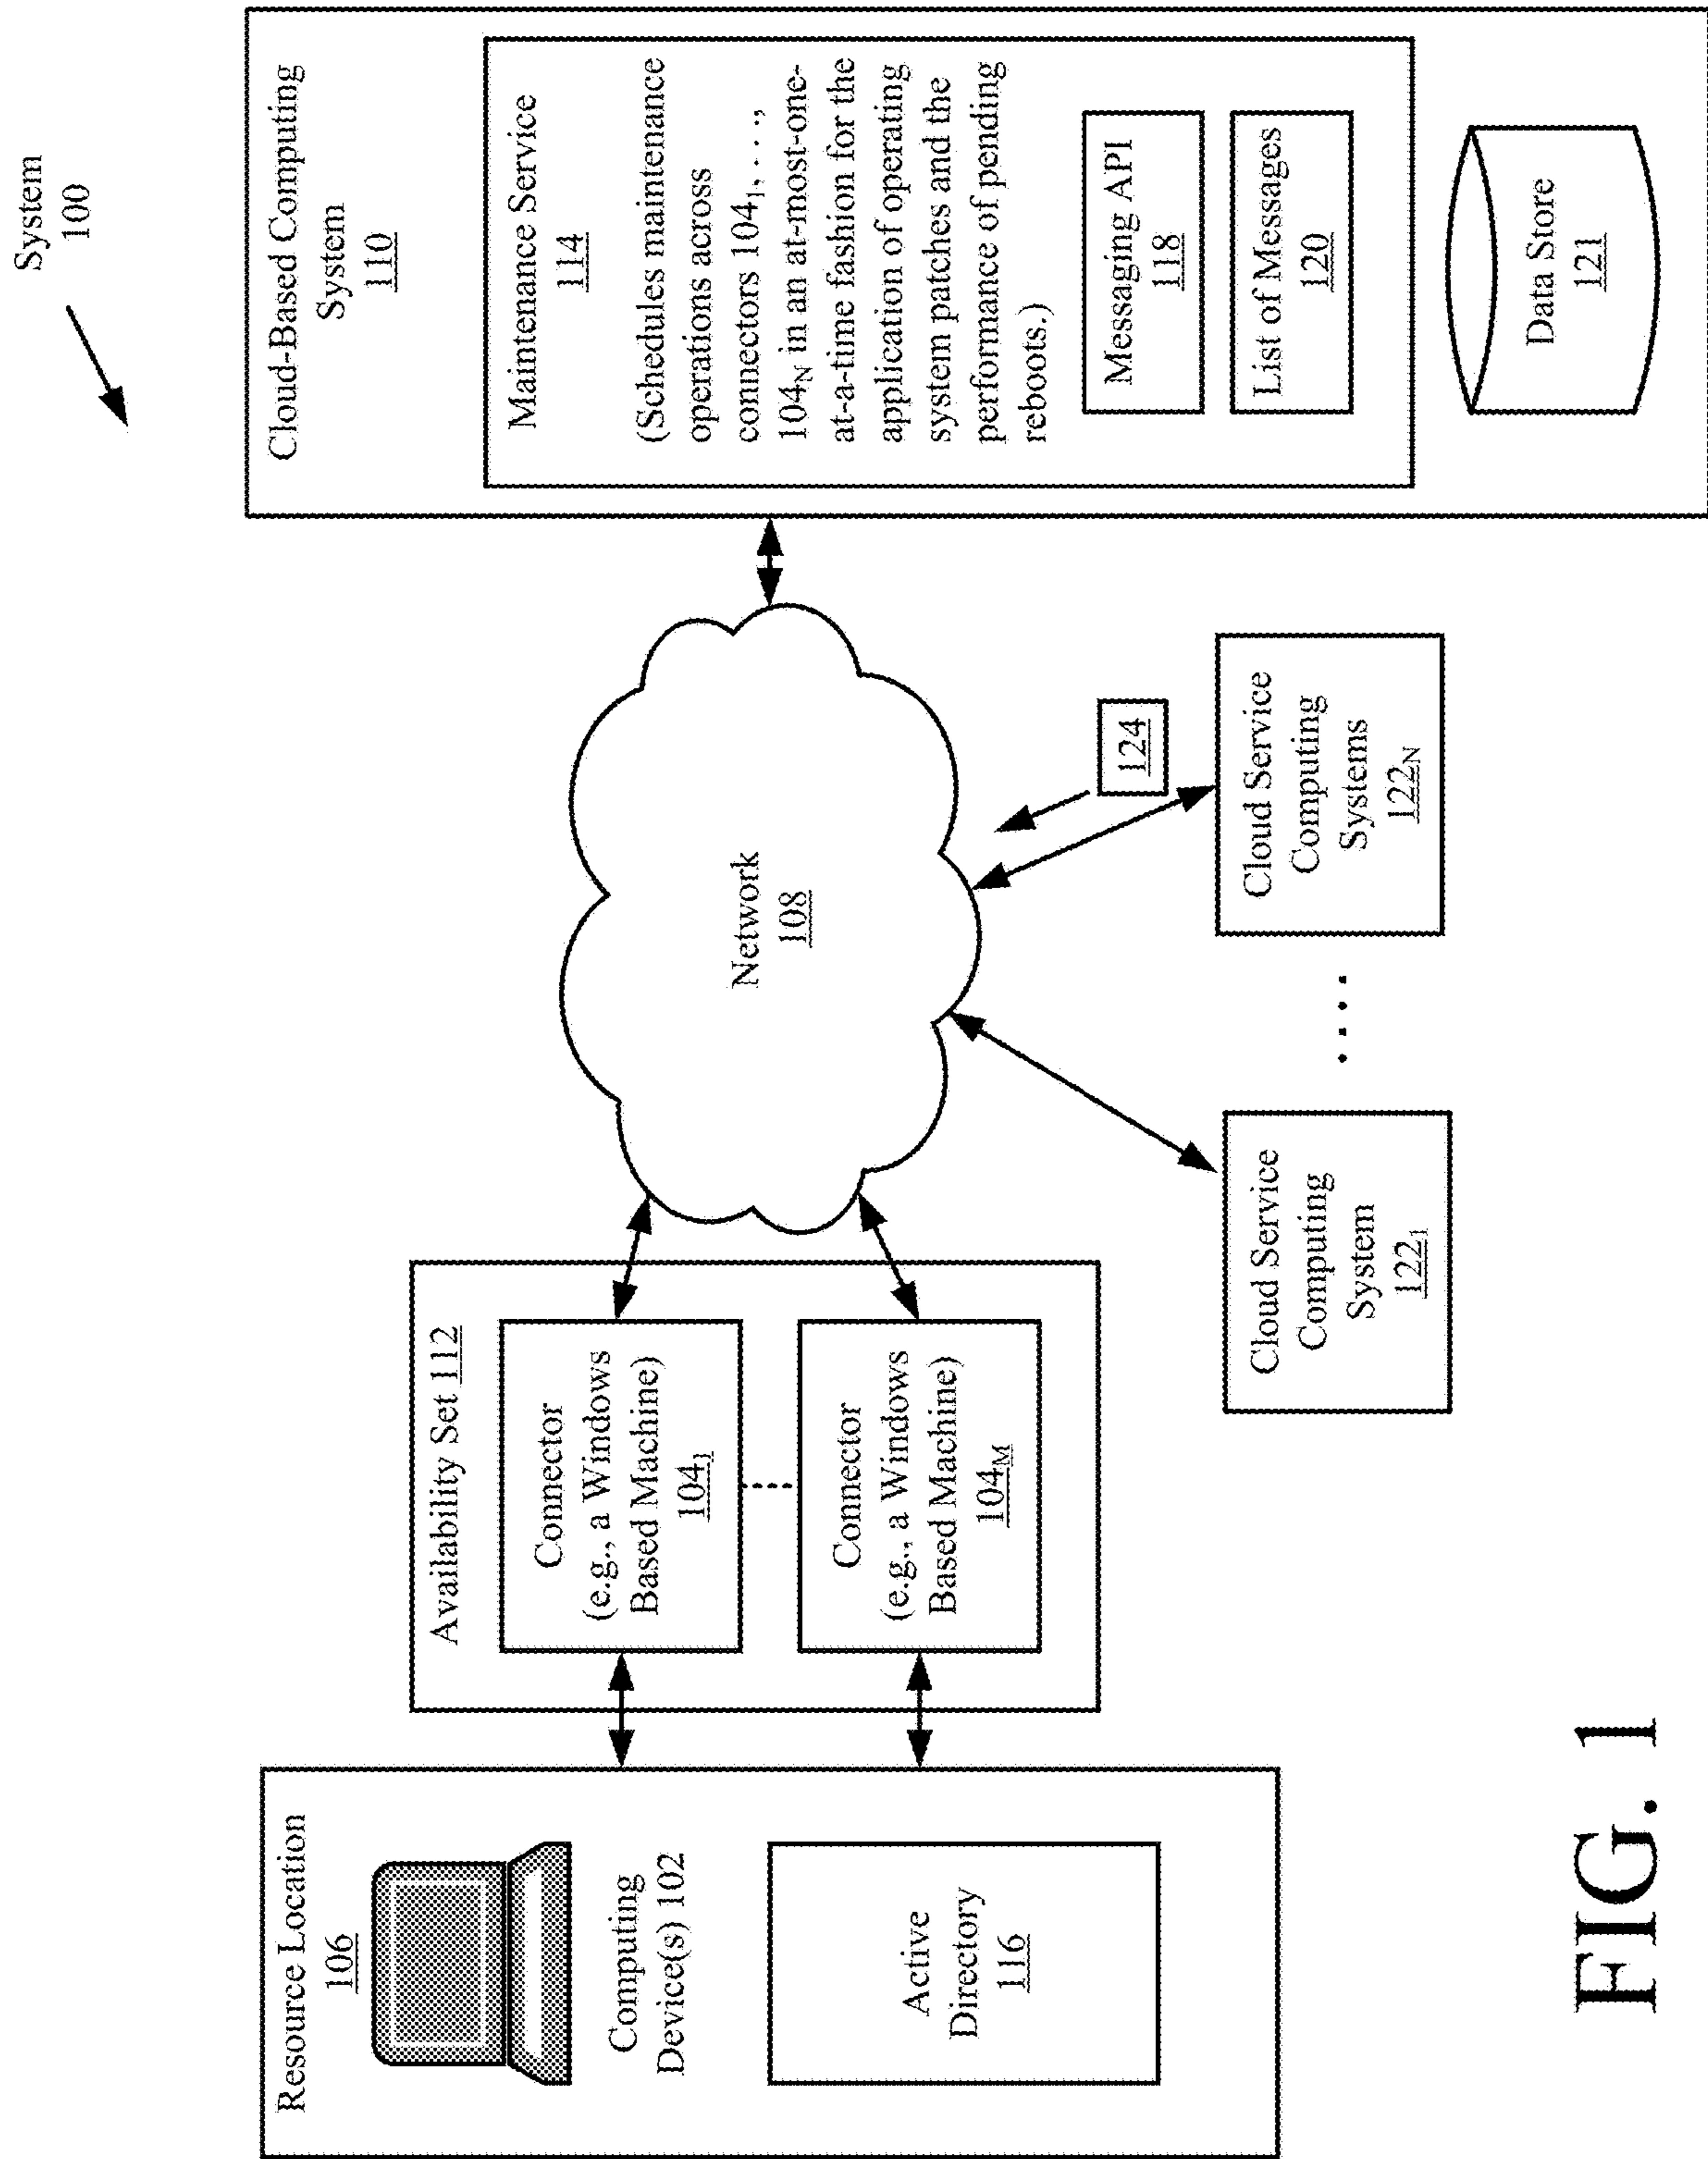 System
100
Resource Location
106
Computing
Device(s) 102
Active
Directory
116
Availability Set 112
Connector
(e.g., a Windows
Based Machine)
104₁
Connector
(e.g., a Windows
Based Machine)
104M
Network
108
Cloud Service
Computing
System
122₁
. . . .
124
Cloud Service
Computing
Systems
122N
Cloud-Based Computing
System
110
Maintenance Service
114
(Schedules maintenance
operations across
connectors 104₁,. . .,
104N in an at-most-one-
at-a-time fashion for the
application of operating
system patches and the
performance of pending
reboots.)
Messaging API
118
List of Messages
120
Data Store
121
FIG. 1